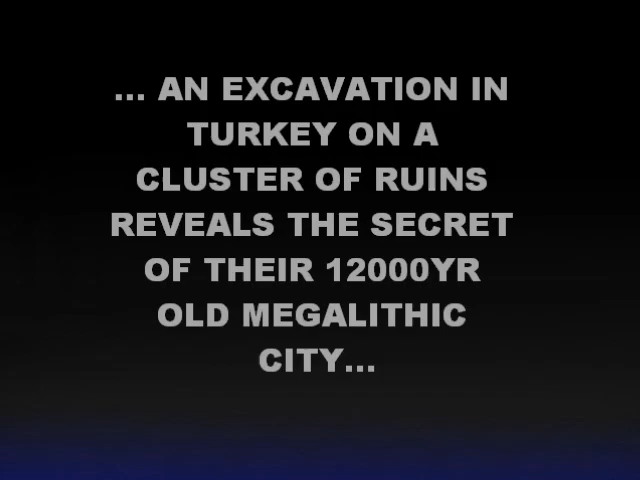 ... AN EXCAVATION IN
TURKEY ON A
CLUSTER OF RUINS
REVEALS THE SECRET
OF THEIR 12000YR
OLD MEGALITHIC
CITY...